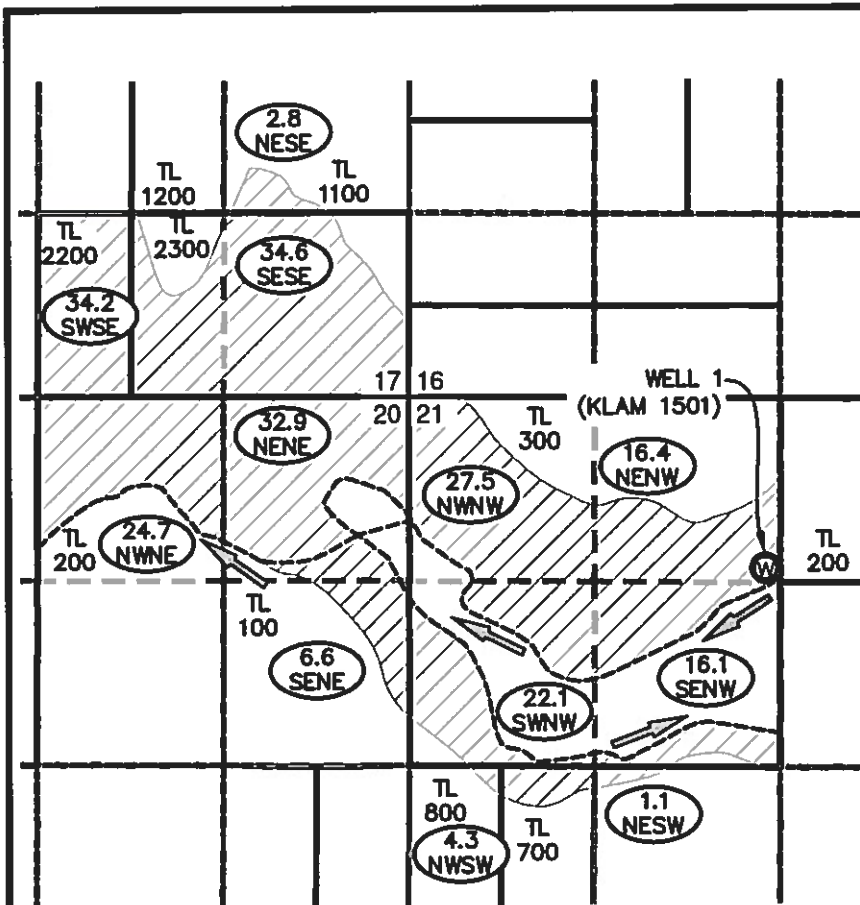 2.8
NESE
TL
1200
TL
1100
TL
2200
TL
2300
34.6
SESE
34.2
SWSE
17 16
20 21
WELL 1
(KLAM 1501)
TL
300
32.9
NENE
27.5
NWNW
16.4
NENW
24.7
NWNE
TL
200
W
TL
200
TL
100
6.6
SENE
22.1
SWNW
16.1
SENW
TL
800
TL
700
1.1
NESW
4.3
NWSW